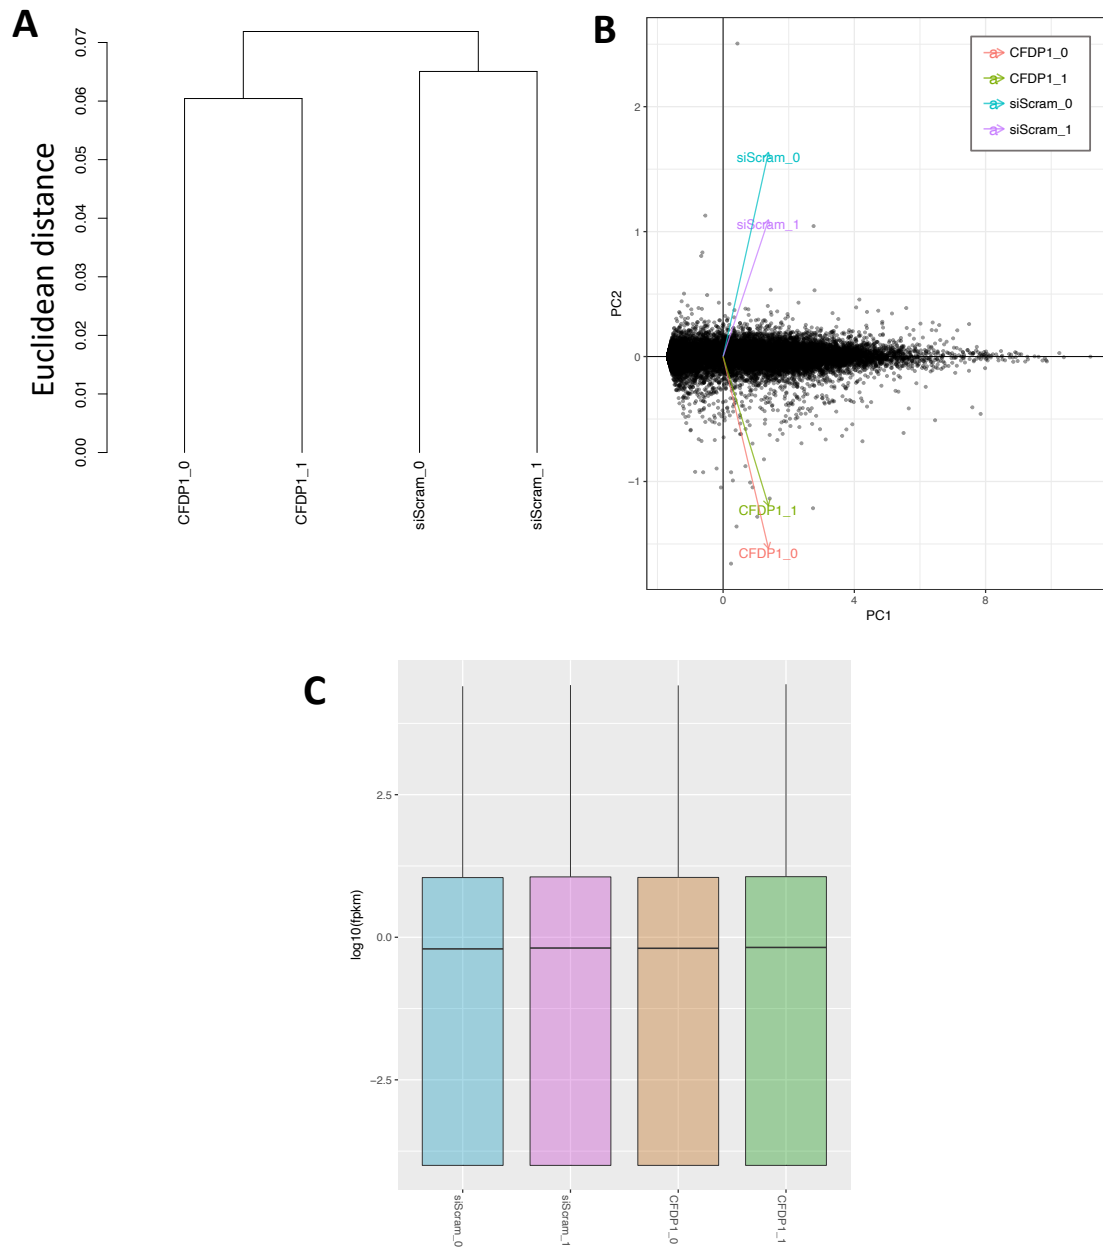 A
Euclidean distance
0.07
0.06
0.05
0.04
0.03
0.02
0.01
0.00
CFDP1_0
CFDP1_1
siScram_0
siScram_1
B
a CFDP1_0
a CFDP1_1
a siScram_0
a siScram_1
siScram_0
siScram_1
CFDP1_1
CFDP1_0
PC2
2
1
0
−1
0
4
8
PC1
C
log10(fpkm)
2.5
0.0
−2.5
siScram_0
siScram_1
CFDP1_0
CFDP1_1